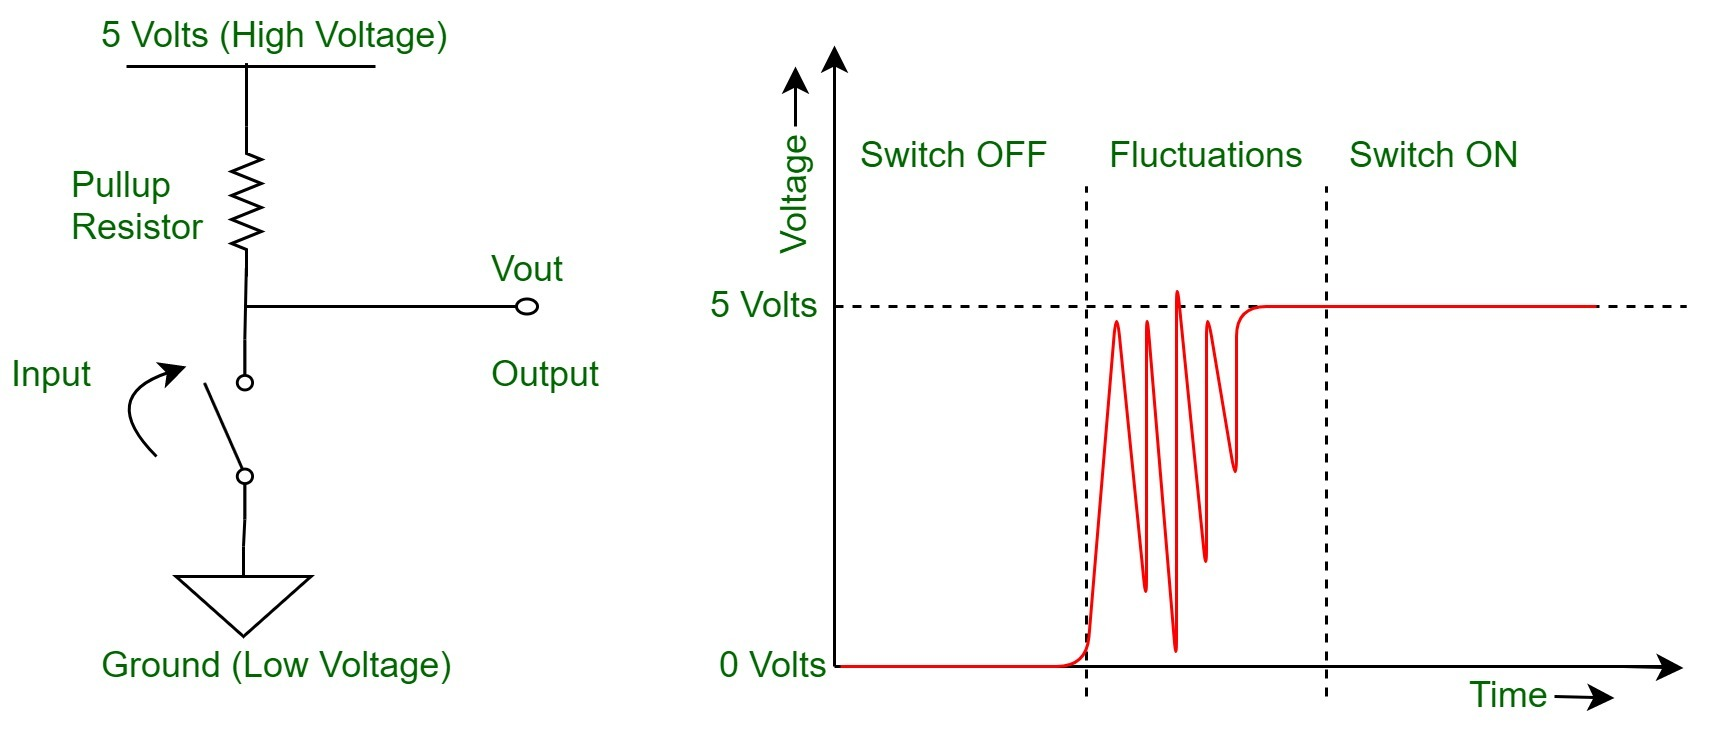 5 Volts (High Voltage)
Pullup
Resistor
Vout
Input
Output
Ground (Low Voltage)
Voltage
Switch OFF
Fluctuations
Switch ON
5 Volts
0 Volts
Time